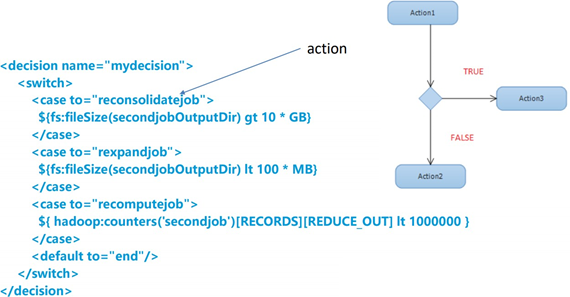 action
<decision name="mydecision">
<switch>
<case to="reconsolidatejob">
${fs:fileSize(secondjobOutputDir) gt 10 * GB}
</case>
<case to="rexpandjob">
${fs:fileSize(secondjobOutputDir) lt 100 * MB}
</case>
<case to="recomputejob">
${ hadoop:counters('secondjob')[RECORDS][REDUCE_OUT] lt 1000000 }
</case>
<default to="end"/>
</switch>
</decision>
Action1
TRUE
Action3
FALSE
Action2